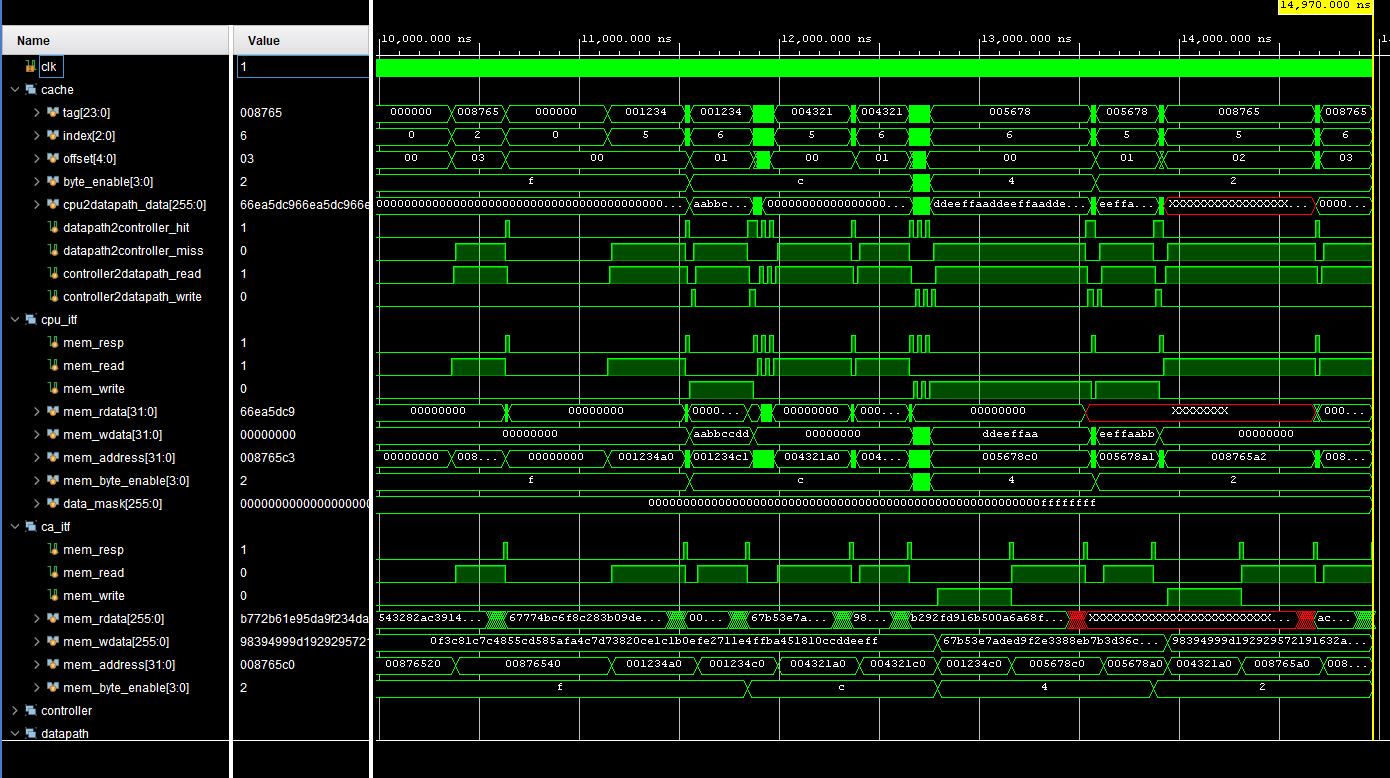 14,970.000 ns
Name Value 10,000.000 ns 11,000.000 ns 12,000.000 ns 13,000.000 ns 14,000.000 ns
clk 1
cache
tag[23:0] 008765 000000 008765 000000 001234 001234 004321 004321 005678 005678 008765 008765
index[2:0] 6 0 2 0 5 6 5 6 6 5 5 6
offset[4:0] 03 00 03 00 01 00 01 00 01 02 03
byte_enable[3:0] 2 f c 4 2
cpu2datapath_data[255:0] 66ea5dc966ea5dc966e 0000000000000000000000000000000000000000000... aabbc... 00000000000000000... ddeeffaaddeeffaadde... eeffa... XXXXXXXXXXXXXXXXX... 0000...
datapath2controller_hit 1
datapath2controller_miss 0
controller2datapath_read 1
controller2datapath_write 0
cpu_itf
mem_resp 1
mem_read 1
mem_write 0
mem_rdata[31:0] 66ea5dc9 00000000 00000000 0000... 00000000 000... 00000000 XXXXXXXX 000...
mem_wdata[31:0] 00000000 00000000 aabbccdd 00000000 ddeeffaa eeffaabb 00000000
mem_address[31:0] 008765c3 00000000 008... 00000000 001234a0 001234c1 004321a0 004... 005678c0 005678a1 008765a2 008...
mem_byte_enable[3:0] 2 f c 4 2
data_mask[255:0] 0000000000000000000 00000000000000000000000000000000000000000000000000000000ffffffff
ca_itf
mem_resp 1
mem_read 0
mem_write 0
mem_rdata[255:0] b772b61e95da9f234da 543282ac3914... 67774bc6f8c283b09de... 00... 67b53e7a... 98... b292fd916b500a6a68f... XXXXXXXXXXXXXXXXXXXXXXXX... ac...
mem_wdata[255:0] 98394999d192929572 0f3c81c7c4855cd585afa4c7d73820ce1c1b0efe2711e4ffba451810ccddeeff 67b53e7aded9f2e3388eb7b3d36c... 98394999d192929572191632a...
mem_address[31:0] 008765c0 00876520 00876540 001234a0 001234c0 004321a0 004321c0 001234c0 005678c0 005678a0 004321a0 008765a0 008...
mem_byte_enable[3:0] 2 f c 4 2
controller
datapath